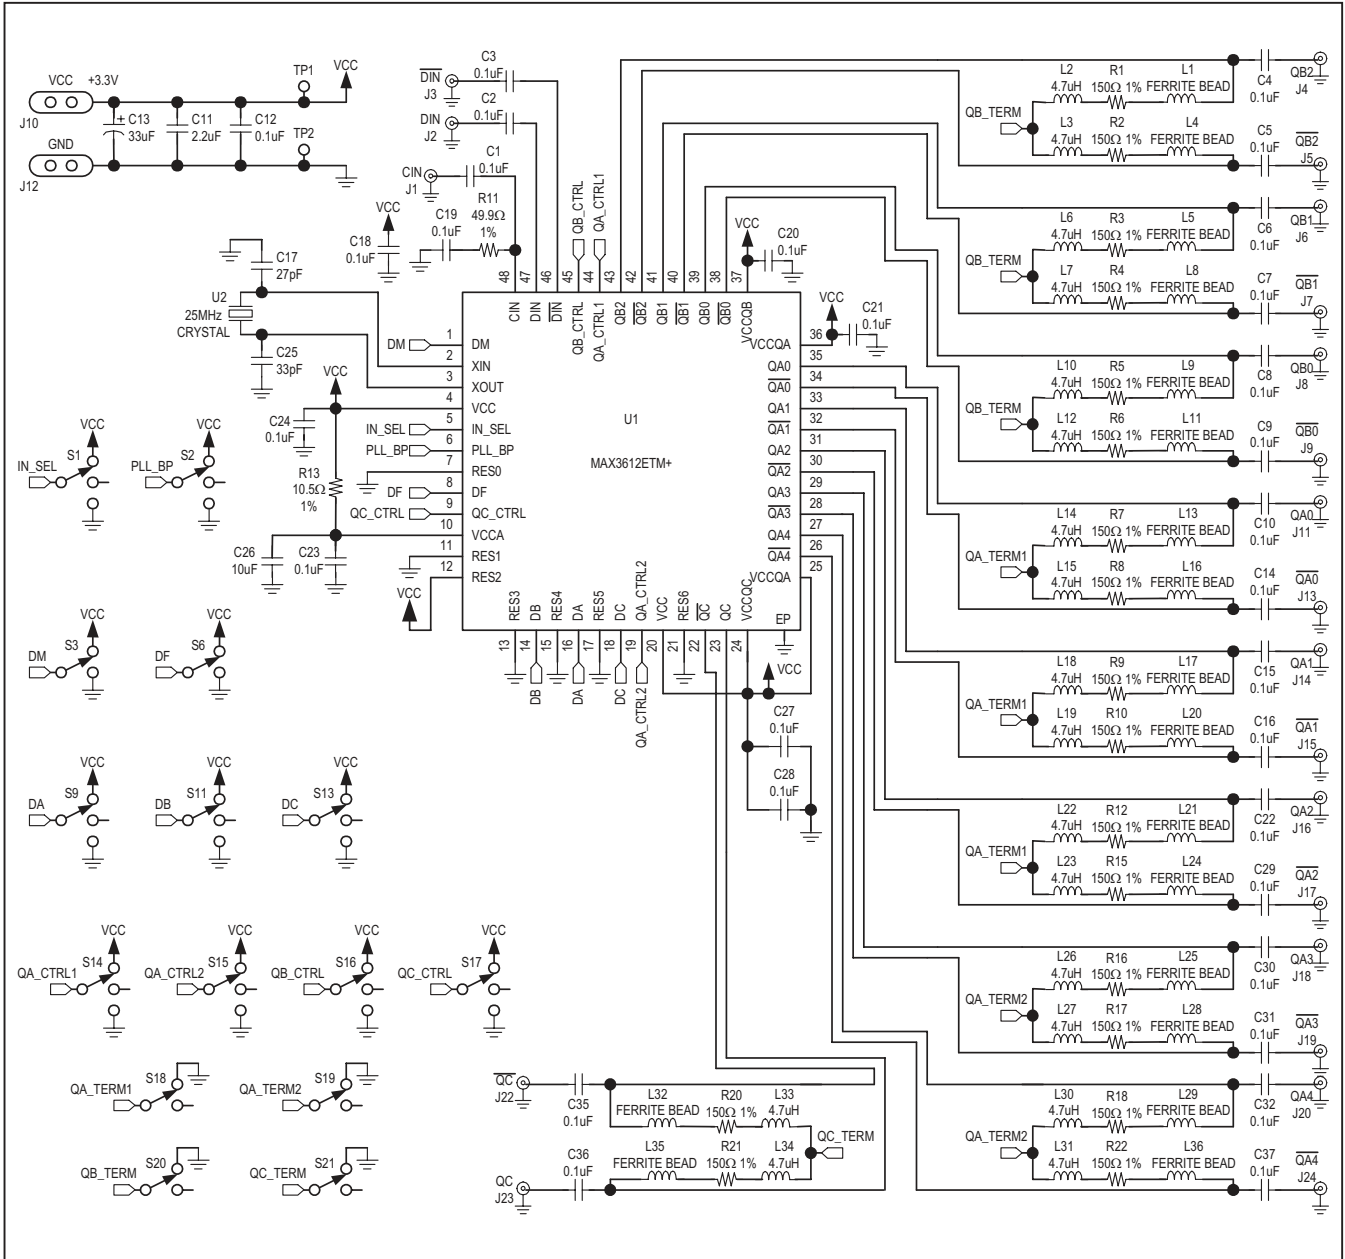 VCC +3.3V
J10
GND
J12
C13
33uF
C11
2.2uF
C12
0.1uF
TP1
TP2
VCC
DIN
J3
C3
0.1uF
DIN
J2
C2
0.1uF
CIN
J1
C1
0.1uF
R11
49.9Ω
1%
C19
0.1uF
VCC
C18
0.1uF
QB_CTRL
QA_CTRL1
C17
27pF
U2
25MHz
CRYSTAL
C25
33pF
VCC
C20
0.1uF
VCC
C21
0.1uF
48 47 46 45 44 43 42 41 40 39 38 37
CIN DIN DIN QB_CTRL QA_CTRL1 QB2 QB2 QB1 QB1 QB0 QB0 VCCQB
DM 1 DM
2 XIN
3 XOUT
4 VCC
IN_SEL 5 IN_SEL
PLL_BP 6 PLL_BP
7 RES0
DF 8 DF
QC_CTRL 9 QC_CTRL
10 VCCA
11 RES1
12 RES2
U1
MAX3612ETM+
VCCQA 36
QA0 35
QA0 34
QA1 33
QA1 32
QA2 31
QA2 30
QA3 29
QA3 28
QA4 27
QA4 26
VCCQA 25
EP
RES3 DB RES4 DA RES5 DC QA_CTRL2 VCC RES6 QC QC VCCQC
13 14 15 16 17 18 19 20 21 22 23 24
DB DA DC QA_CTRL2
VCC
C24
0.1uF
R13
10.5Ω
1%
C26
10uF
C23
0.1uF
VCC
VCC
C27
0.1uF
C28
0.1uF
VCC
IN_SEL S1
VCC
PLL_BP S2
VCC
DM S3
VCC
DF S6
VCC
DA S9
VCC
DB S11
VCC
DC S13
VCC
QA_CTRL1 S14
VCC
QA_CTRL2 S15
VCC
QB_CTRL S16
VCC
QC_CTRL S17
QA_TERM1 S18
QA_TERM2 S19
QB_TERM S20
QC_TERM S21
QB_TERM
L2 R1 L1
4.7uH 150Ω 1% FERRITE BEAD
L3 R2 L4
4.7uH 150Ω 1% FERRITE BEAD
C4
0.1uF
QB2
J4
C5
0.1uF
QB2
J5
QB_TERM
L6 R3 L5
4.7uH 150Ω 1% FERRITE BEAD
L7 R4 L8
4.7uH 150Ω 1% FERRITE BEAD
C6
0.1uF
QB1
J6
C7
0.1uF
QB1
J7
QB_TERM
L10 R5 L9
4.7uH 150Ω 1% FERRITE BEAD
L12 R6 L11
4.7uH 150Ω 1% FERRITE BEAD
C8
0.1uF
QB0
J8
C9
0.1uF
QB0
J9
QA_TERM1
L14 R7 L13
4.7uH 150Ω 1% FERRITE BEAD
L15 R8 L16
4.7uH 150Ω 1% FERRITE BEAD
C10
0.1uF
QA0
J11
C14
0.1uF
QA0
J13
QA_TERM1
L18 R9 L17
4.7uH 150Ω 1% FERRITE BEAD
L19 R10 L20
4.7uH 150Ω 1% FERRITE BEAD
C15
0.1uF
QA1
J14
C16
0.1uF
QA1
J15
QA_TERM1
L22 R12 L21
4.7uH 150Ω 1% FERRITE BEAD
L23 R15 L24
4.7uH 150Ω 1% FERRITE BEAD
C22
0.1uF
QA2
J16
C29
0.1uF
QA2
J17
QA_TERM2
L26 R16 L25
4.7uH 150Ω 1% FERRITE BEAD
L27 R17 L28
4.7uH 150Ω 1% FERRITE BEAD
C30
0.1uF
QA3
J18
C31
0.1uF
QA3
J19
QA_TERM2
L30 R18 L29
4.7uH 150Ω 1% FERRITE BEAD
L31 R22 L36
4.7uH 150Ω 1% FERRITE BEAD
C32
0.1uF
QA4
J20
C37
0.1uF
QA4
J24
QC
J22
C35
0.1uF
L32 R20 L33
FERRITE BEAD 150Ω 1% 4.7uH
QC_TERM
L35 R21 L34
FERRITE BEAD 150Ω 1% 4.7uH
C36
0.1uF
QC
J23